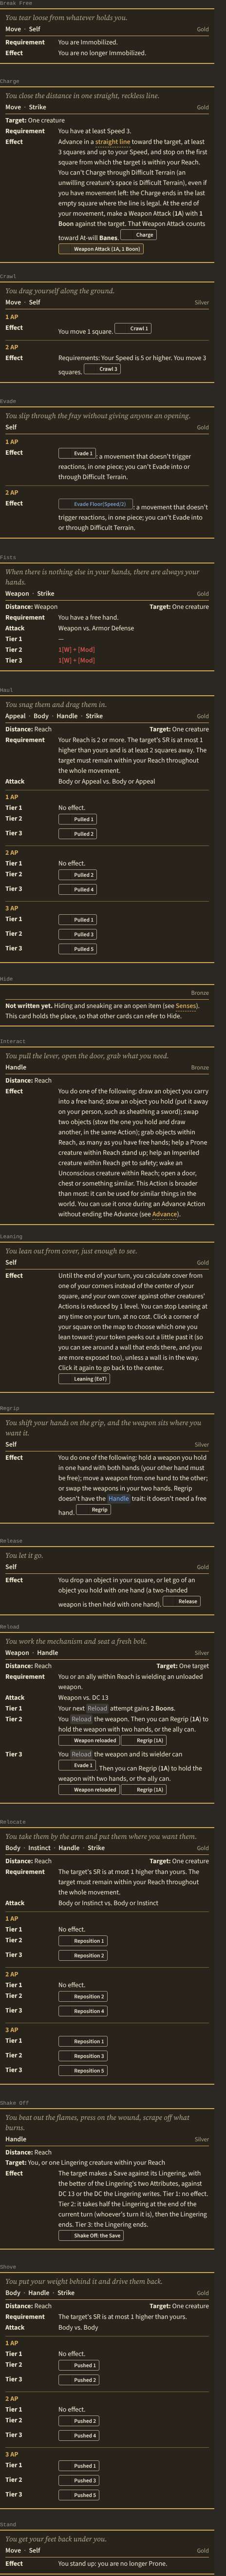 Break Free
You tear loose from whatever holds you.
Move · Self Gold
Requirement You are Immobilized.
Effect You are no longer Immobilized.
Charge
You close the distance in one straight, reckless line.
Move · Strike Gold
Target: One creature
Requirement You have at least Speed 3.
Effect Advance in a straight line toward the target, at least
3 squares and up to your Speed, and stop on the first
square from which the target is within your Reach.
You can't Charge through Difficult Terrain (an
unwilling creature's space is Difficult Terrain), even if
you have movement left: the Charge ends in the last
empty square outside the terrain. At the end of your
movement, make a Weapon Attack (1A) with 1
Boon against the target. That Weapon Attack counts
toward At-will Banes. Charge
Weapon Attack (1A, 1 Boon)
Crawl
You drag yourself along the ground.
Move · Self Silver
1 AP
Effect You move 1 square. Crawl 1
2 AP
Effect Requirements: Your Speed is 5 or higher. You move 3
squares. Crawl 3
Evade
You slip through the fray without giving anyone an opening.
Self Gold
1 AP
Effect Evade 1 : a movement that doesn't trigger
reactions, in one piece; you can't Evade into or
through Difficult Terrain.
2 AP
Effect Evade Floor(Speed/2) : a movement that doesn't
trigger reactions, in one piece; you can't Evade into
or through Difficult Terrain.
Fists
When there is nothing else in your hands, there are always your
hands.
Weapon · Strike Gold
Distance: Weapon Target: One creature
Requirement You have a free hand.
Attack Weapon vs. Armor Defense
Tier 1 —
Tier 2 1[W] + [Mod]
Tier 3 1[W] + [Mod]
Haul
You snag them and drag them in.
Appeal · Body · Handle · Strike Gold
Distance: Reach Target: One creature
Requirement Your Reach is 2 or more. The target's SR is at most 1
higher than yours and is at least 2 squares away. The
target must remain within your Reach throughout
the whole movement.
Attack Body or Appeal vs. Body or Appeal
1 AP
Tier 1 No effect.
Tier 2 Pulled 1
Tier 3 Pulled 2
2 AP
Tier 1 No effect.
Tier 2 Pulled 2
Tier 3 Pulled 4
3 AP
Tier 1 Pulled 1
Tier 2 Pulled 3
Tier 3 Pulled 5
Hide
Bronze
Not written yet. Hiding and sneaking are an open item (see Senses).
This card holds the place, so that other cards can refer to Hide.
Interact
You pull the lever, open the door, grab what you need.
Handle Bronze
Distance: Reach
Effect You do one of the following: draw an object you carry
into a free hand; stow an object you hold (put it away
on your person, such as sheathing a sword); swap
two objects (stow the one you hold and draw
another, in the same Action); grab objects within
Reach, as many as you have free hands; help a Prone
creature within Reach stand up; help an Imperiled
creature within Reach get to safety; wake an
Unconscious creature within Reach; open a door,
chest or something similar. This Action is broader
than most: it can be used for similar things in the
world. You can use it once during an Advance Action
without ending the Advance (see Advance).
Leaning
You lean out from cover, just enough to see.
Self Gold
Effect Until the end of your turn, you calculate cover from
one of your corners instead of the center of your
square, and your own cover against other creatures'
Actions is reduced by 1 level. You can stop Leaning at
any time on your turn, at no cost. Click a corner of
your square on the map to choose which one you
lean toward: your token peeks out a little past it (so
you can see around a wall that ends there, and you
are more exposed too), unless a wall is in the way.
Click it again to go back to the center.
Leaning (EoT)
Regrip
You shift your hands on the grip, and the weapon sits where you
want it.
Self Silver
Effect You do one of the following: hold a weapon you hold
in one hand with both hands (your other hand must
be free); move a weapon from one hand to the other;
or swap the weapons in your two hands. Regrip
doesn't have the Handle trait: it doesn't need a free
hand. Regrip
Release
You let it go.
Self Gold
Effect You drop an object in your square, or let go of an
object you hold with one hand (a two-handed
weapon is then held with one hand). Release
Reload
You work the mechanism and seat a fresh bolt.
Weapon · Handle Silver
Distance: Reach Target: One target
Requirement You or an ally within Reach is wielding an unloaded
weapon.
Attack Weapon vs. DC 13
Tier 1 Your next Reload attempt gains 2 Boons.
Tier 2 You Reload the weapon. Then you can Regrip (1A) to
hold the weapon with two hands, or the ally can.
Weapon reloaded Regrip (1A)
Tier 3 You Reload the weapon and its wielder can
Evade 1 . Then you can Regrip (1A) to hold the
weapon with two hands, or the ally can.
Weapon reloaded Regrip (1A)
Relocate
You take them by the arm and put them where you want them.
Body · Instinct · Handle · Strike Gold
Distance: Reach Target: One creature
Requirement The target's SR is at most 1 higher than yours. The
target must remain within your Reach throughout
the whole movement.
Attack Body or Instinct vs. Body or Instinct
1 AP
Tier 1 No effect.
Tier 2 Reposition 1
Tier 3 Reposition 2
2 AP
Tier 1 No effect.
Tier 2 Reposition 2
Tier 3 Reposition 4
3 AP
Tier 1 Reposition 1
Tier 2 Reposition 3
Tier 3 Reposition 5
Shake Off
You beat out the flames, press on the wound, scrape off what
burns.
Handle Silver
Distance: Reach
Target: You, or one Lingering creature within your Reach
Effect The target makes a Save against its Lingering, with
the better of the Lingering's two Attributes, against
DC 13 or the DC the Lingering writes. Tier 1: no effect.
Tier 2: it takes half the Lingering at the end of the
current turn (whoever's turn it is), then the Lingering
ends. Tier 3: the Lingering ends.
Shake Off: the Save
Shove
You put your weight behind it and drive them back.
Body · Handle · Strike Gold
Distance: Reach Target: One creature
Requirement The target's SR is at most 1 higher than yours.
Attack Body vs. Body
1 AP
Tier 1 No effect.
Tier 2 Pushed 1
Tier 3 Pushed 2
2 AP
Tier 1 No effect.
Tier 2 Pushed 2
Tier 3 Pushed 4
3 AP
Tier 1 Pushed 1
Tier 2 Pushed 3
Tier 3 Pushed 5
Stand
You get your feet back under you.
Move · Self Gold
Effect You stand up: you are no longer Prone.